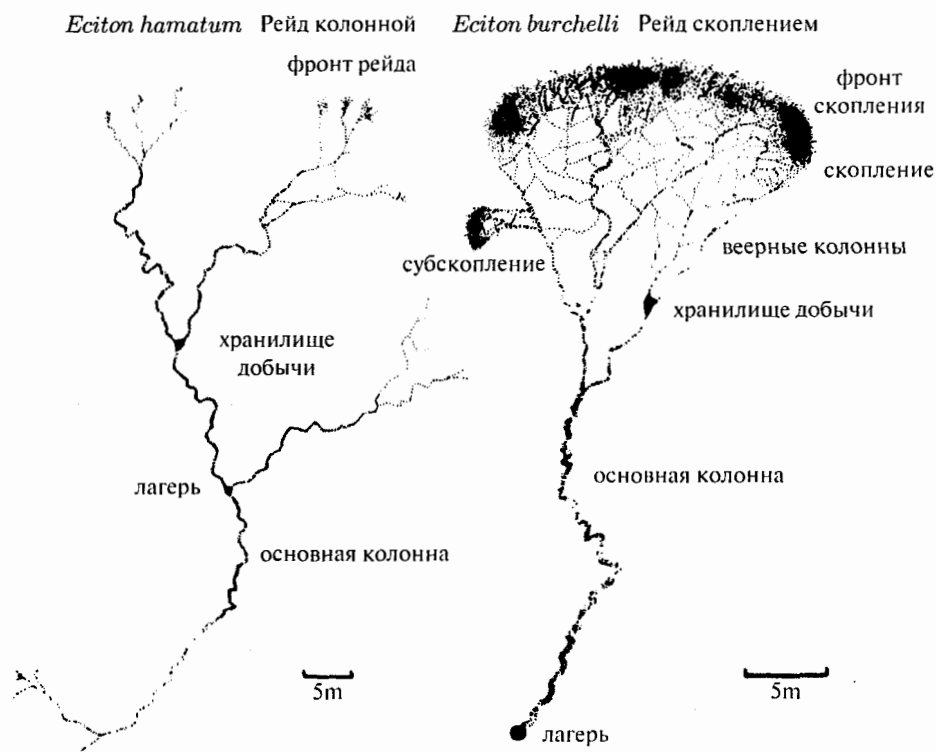 Eciton hamatum Рейд колонной
фронт рейда
хранилище
добычи
лагерь
основная колонна
5m
Eciton burchelli Рейд скоплением
фронт
скопления
скопление
веерные колонны
субскопление
хранилище добычи
основная колонна
5m
лагерь